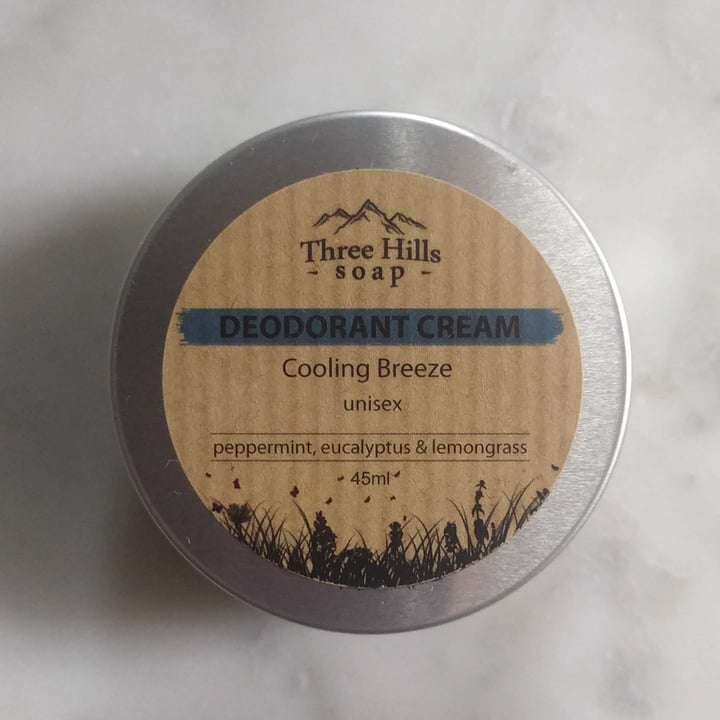 Three Hills
- soap -
DEODORANT CREAM
Cooling Breeze
unisex
peppermint, eucalyptus & lemongrass
45ml